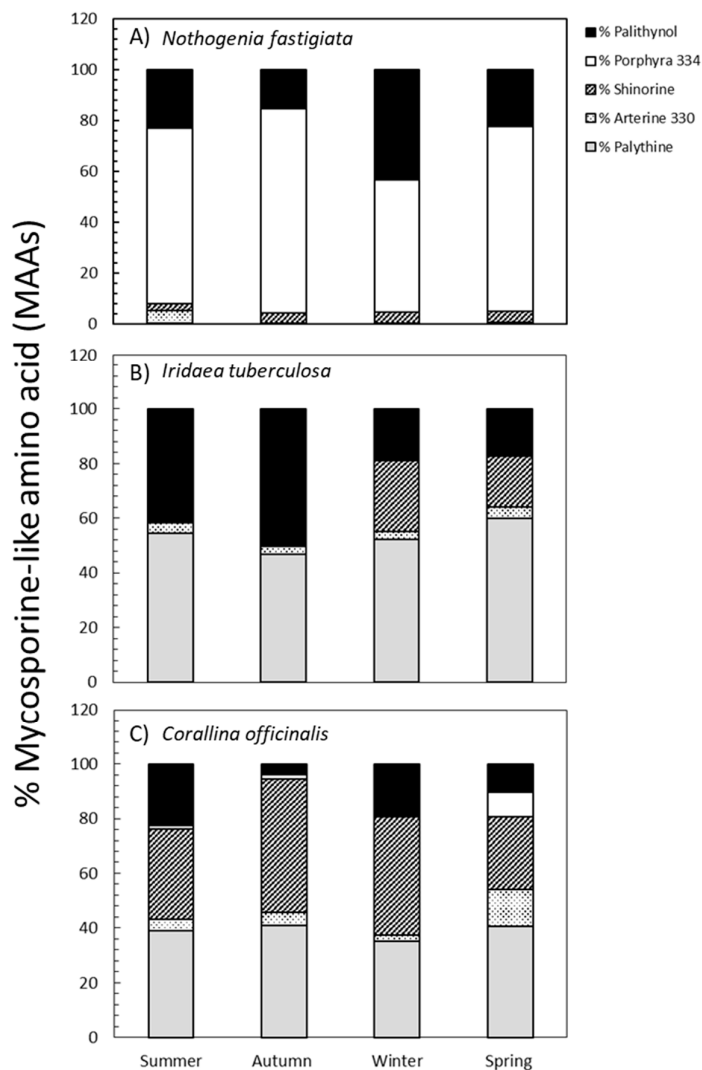 % Mycosporine-like amino acid (MAAs)
A) Nothogenia fastigiata
120
100
80
60
40
20
0
% Palithynol
% Porphyra 334
% Shinorine
% Arterine 330
% Palythine
B) Iridaea tuberculosa
120
100
80
60
40
20
0
C) Corallina officinalis
120
100
80
60
40
20
0
Summer Autumn Winter Spring